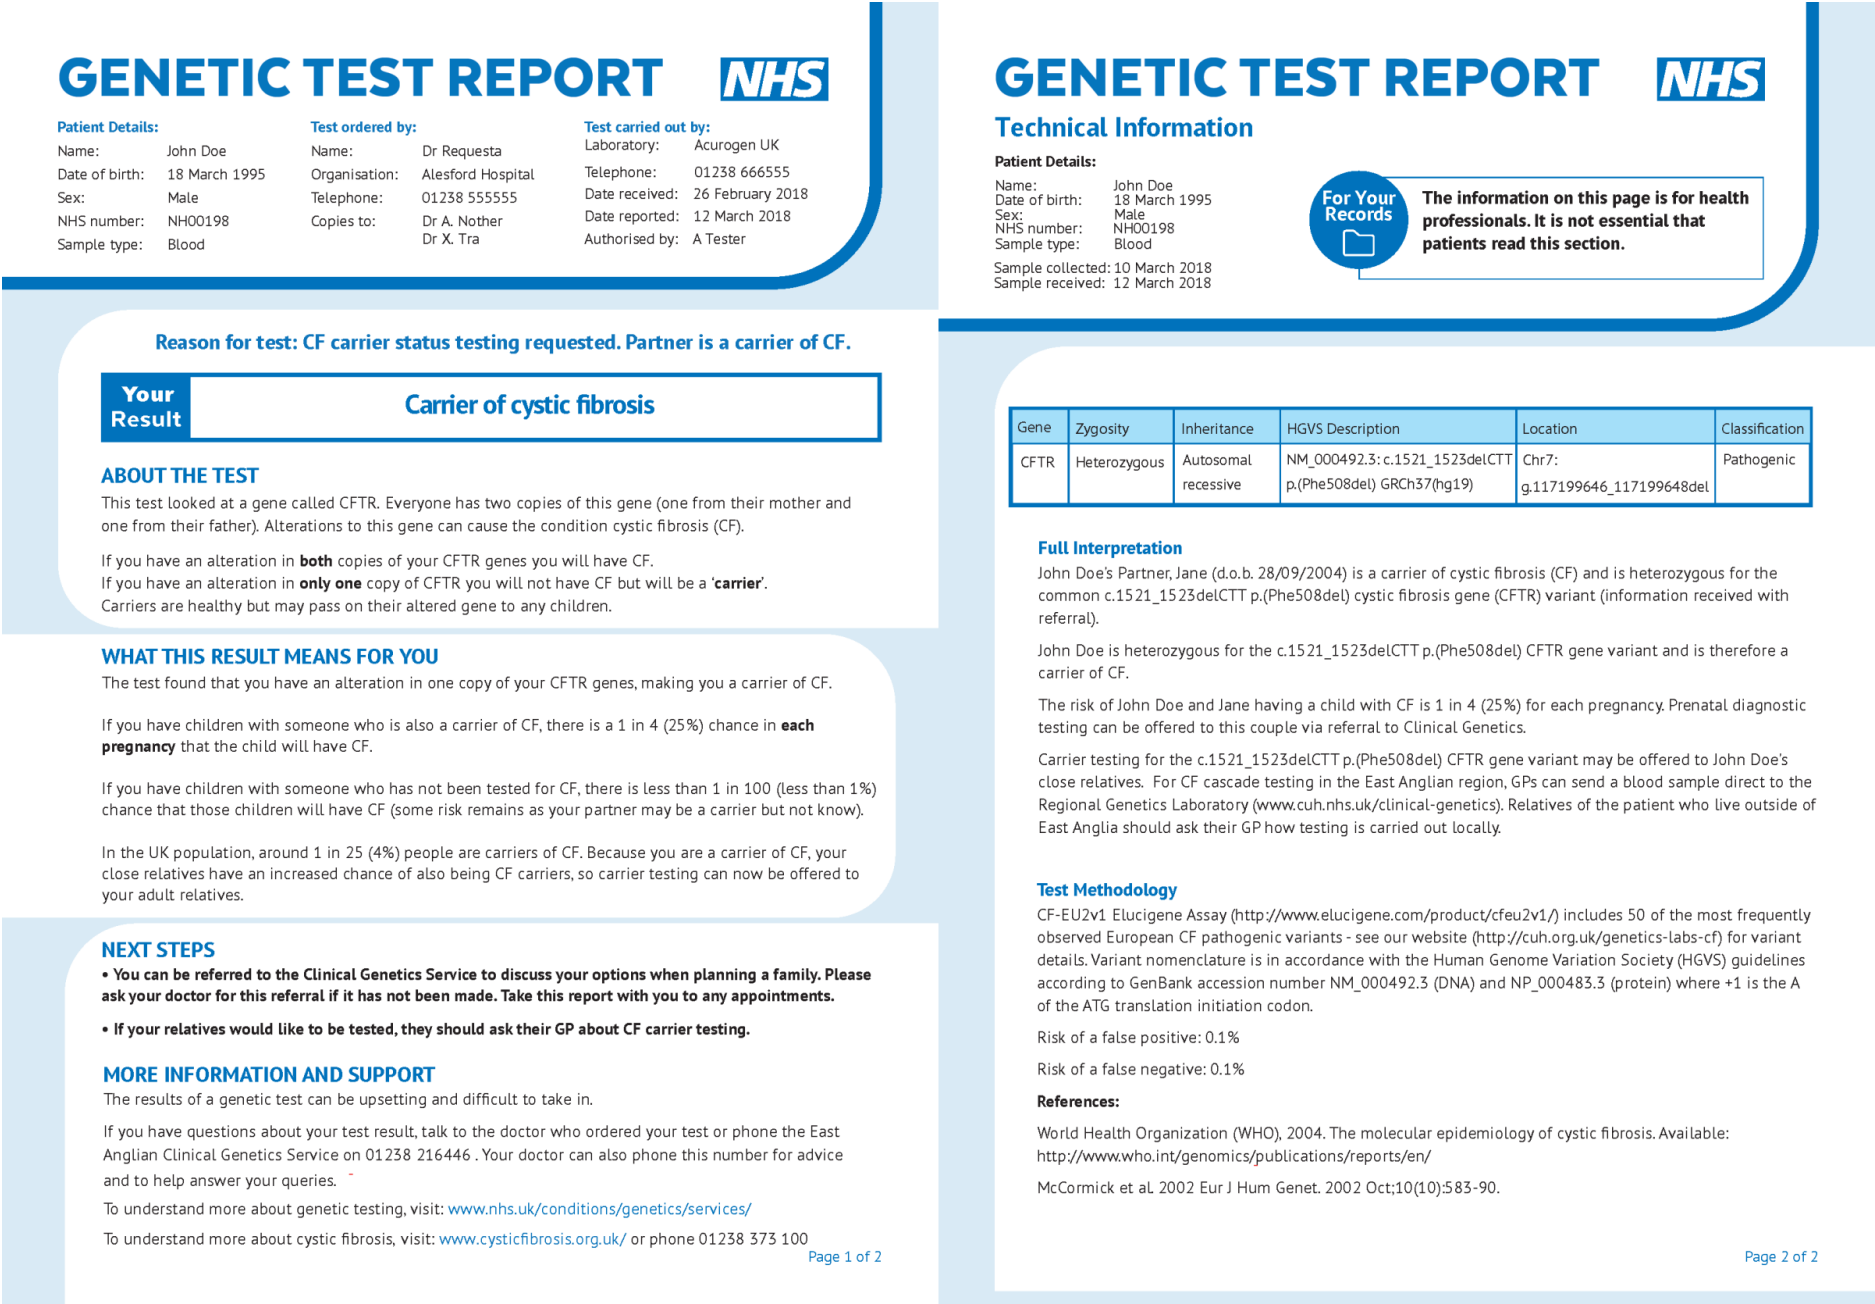 GENETIC TEST REPORT
NHS
Patient Details:
Name: John Doe
Date of birth: 18 March 1995
Sex: Male
NHS number: NH00198
Sample type: Blood
Test ordered by:
Name: Dr Requesta
Organisation: Alesford Hospital
Telephone: 01238 555555
Copies to: Dr A. Nother
Dr X. Tra
Test carried out by:
Laboratory: Acurogen UK
Telephone: 01238 666555
Date received: 26 February 2018
Date reported: 12 March 2018
Authorised by: A Tester
Reason for test: CF carrier status testing requested. Partner is a carrier of CF.
Your
Result
Carrier of cystic fibrosis
ABOUT THE TEST
This test looked at a gene called CFTR. Everyone has two copies of this gene (one from their mother and
one from their father). Alterations to this gene can cause the condition cystic fibrosis (CF).
If you have an alteration in both copies of your CFTR genes you will have CF.
If you have an alteration in only one copy of CFTR you will not have CF but will be a ‘carrier’.
Carriers are healthy but may pass on their altered gene to any children.
WHAT THIS RESULT MEANS FOR YOU
The test found that you have an alteration in one copy of your CFTR genes, making you a carrier of CF.
If you have children with someone who is also a carrier of CF, there is a 1 in 4 (25%) chance in each
pregnancy that the child will have CF.
If you have children with someone who has not been tested for CF, there is less than 1 in 100 (less than 1%)
chance that those children will have CF (some risk remains as your partner may be a carrier but not know).
In the UK population, around 1 in 25 (4%) people are carriers of CF. Because you are a carrier of CF, your
close relatives have an increased chance of also being CF carriers, so carrier testing can now be offered to
your adult relatives.
NEXT STEPS
• You can be referred to the Clinical Genetics Service to discuss your options when planning a family. Please
ask your doctor for this referral if it has not been made. Take this report with you to any appointments.
• If your relatives would like to be tested, they should ask their GP about CF carrier testing.
MORE INFORMATION AND SUPPORT
The results of a genetic test can be upsetting and difficult to take in.
If you have questions about your test result, talk to the doctor who ordered your test or phone the East
Anglian Clinical Genetics Service on 01238 216446 . Your doctor can also phone this number for advice
and to help answer your queries.
To understand more about genetic testing, visit: www.nhs.uk/conditions/genetics/services/
To understand more about cystic fibrosis, visit: www.cysticfibrosis.org.uk/ or phone 01238 373 100
Page 1 of 2
GENETIC TEST REPORT
NHS
Technical Information
Patient Details:
Name: John Doe
Date of birth: 18 March 1995
Sex: Male
NHS number: NH00198
Sample type: Blood
Sample collected: 10 March 2018
Sample received: 12 March 2018
For Your
Records
The information on this page is for health
professionals. It is not essential that
patients read this section.
Gene Zygosity Inheritance HGVS Description Location Classification
CFTR Heterozygous Autosomal NM_000492.3: c.1521_1523delCTT Chr7: Pathogenic
recessive p.(Phe508del) GRCh37(hg19) g.117199646_117199648del
Full Interpretation
John Doe's Partner, Jane (d.o.b. 28/09/2004) is a carrier of cystic fibrosis (CF) and is heterozygous for the
common c.1521_1523delCTT p.(Phe508del) cystic fibrosis gene (CFTR) variant (information received with
referral).
John Doe is heterozygous for the c.1521_1523delCTT p.(Phe508del) CFTR gene variant and is therefore a
carrier of CF.
The risk of John Doe and Jane having a child with CF is 1 in 4 (25%) for each pregnancy. Prenatal diagnostic
testing can be offered to this couple via referral to Clinical Genetics.
Carrier testing for the c.1521_1523delCTT p.(Phe508del) CFTR gene variant may be offered to John Doe's
close relatives. For CF cascade testing in the East Anglian region, GPs can send a blood sample direct to the
Regional Genetics Laboratory (www.cuh.nhs.uk/clinical-genetics). Relatives of the patient who live outside of
East Anglia should ask their GP how testing is carried out locally.
Test Methodology
CF-EU2v1 Elucigene Assay (http://www.elucigene.com/product/cfeu2v1/) includes 50 of the most frequently
observed European CF pathogenic variants - see our website (http://cuh.org.uk/genetics-labs-cf) for variant
details. Variant nomenclature is in accordance with the Human Genome Variation Society (HGVS) guidelines
according to GenBank accession number NM_000492.3 (DNA) and NP_000483.3 (protein) where +1 is the A
of the ATG translation initiation codon.
Risk of a false positive: 0.1%
Risk of a false negative: 0.1%
References:
World Health Organization (WHO), 2004. The molecular epidemiology of cystic fibrosis. Available:
http://www.who.int/genomics/publications/reports/en/
McCormick et al. 2002 Eur J Hum Genet. 2002 Oct;10(10):583-90.
Page 2 of 2